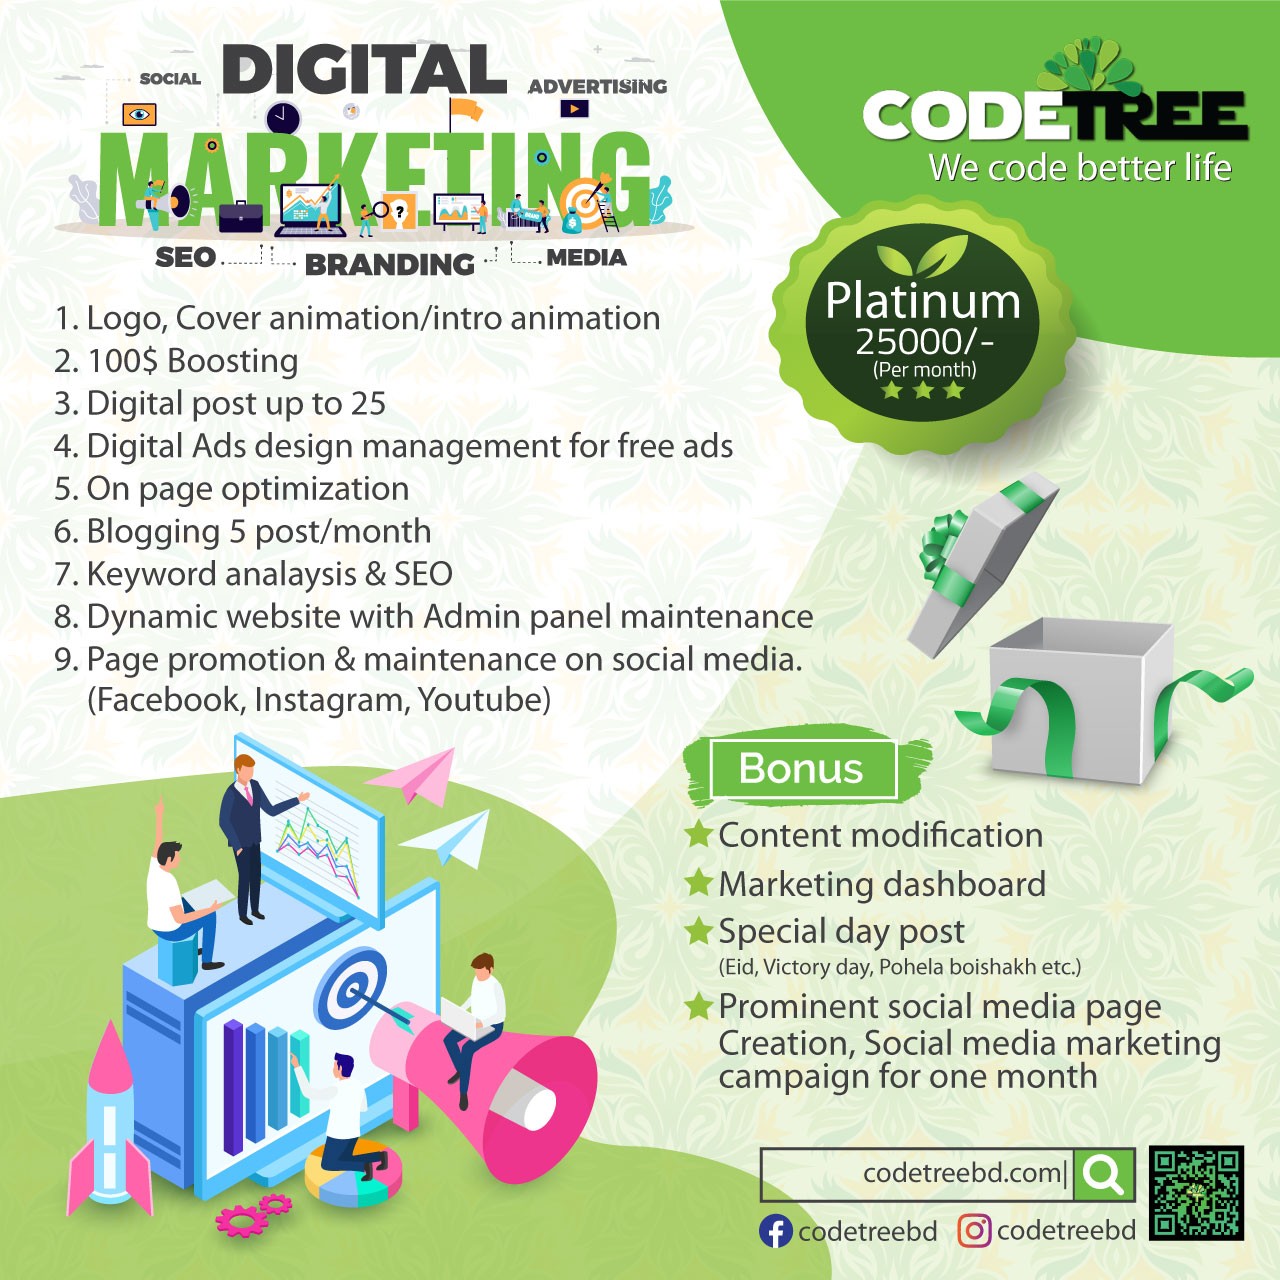 SOCIAL DIGITAL ADVERTISING
MARKETING
SEO BRANDING MEDIA
CODETREE
We code better life
Platinum
25000/-
(Per month)
1. Logo, Cover animation/intro animation
2. 100$ Boosting
3. Digital post up to 25
4. Digital Ads design management for free ads
5. On page optimization
6. Blogging 5 post/month
7. Keyword analaysis & SEO
8. Dynamic website with Admin panel maintenance
9. Page promotion & maintenance on social media.
(Facebook, Instagram, Youtube)
Bonus
Content modification
Marketing dashboard
Special day post
(Eid, Victory day, Pohela boishakh etc.)
Prominent social media page
Creation, Social media marketing
campaign for one month
codetreebd.com
codetreebd codetreebd